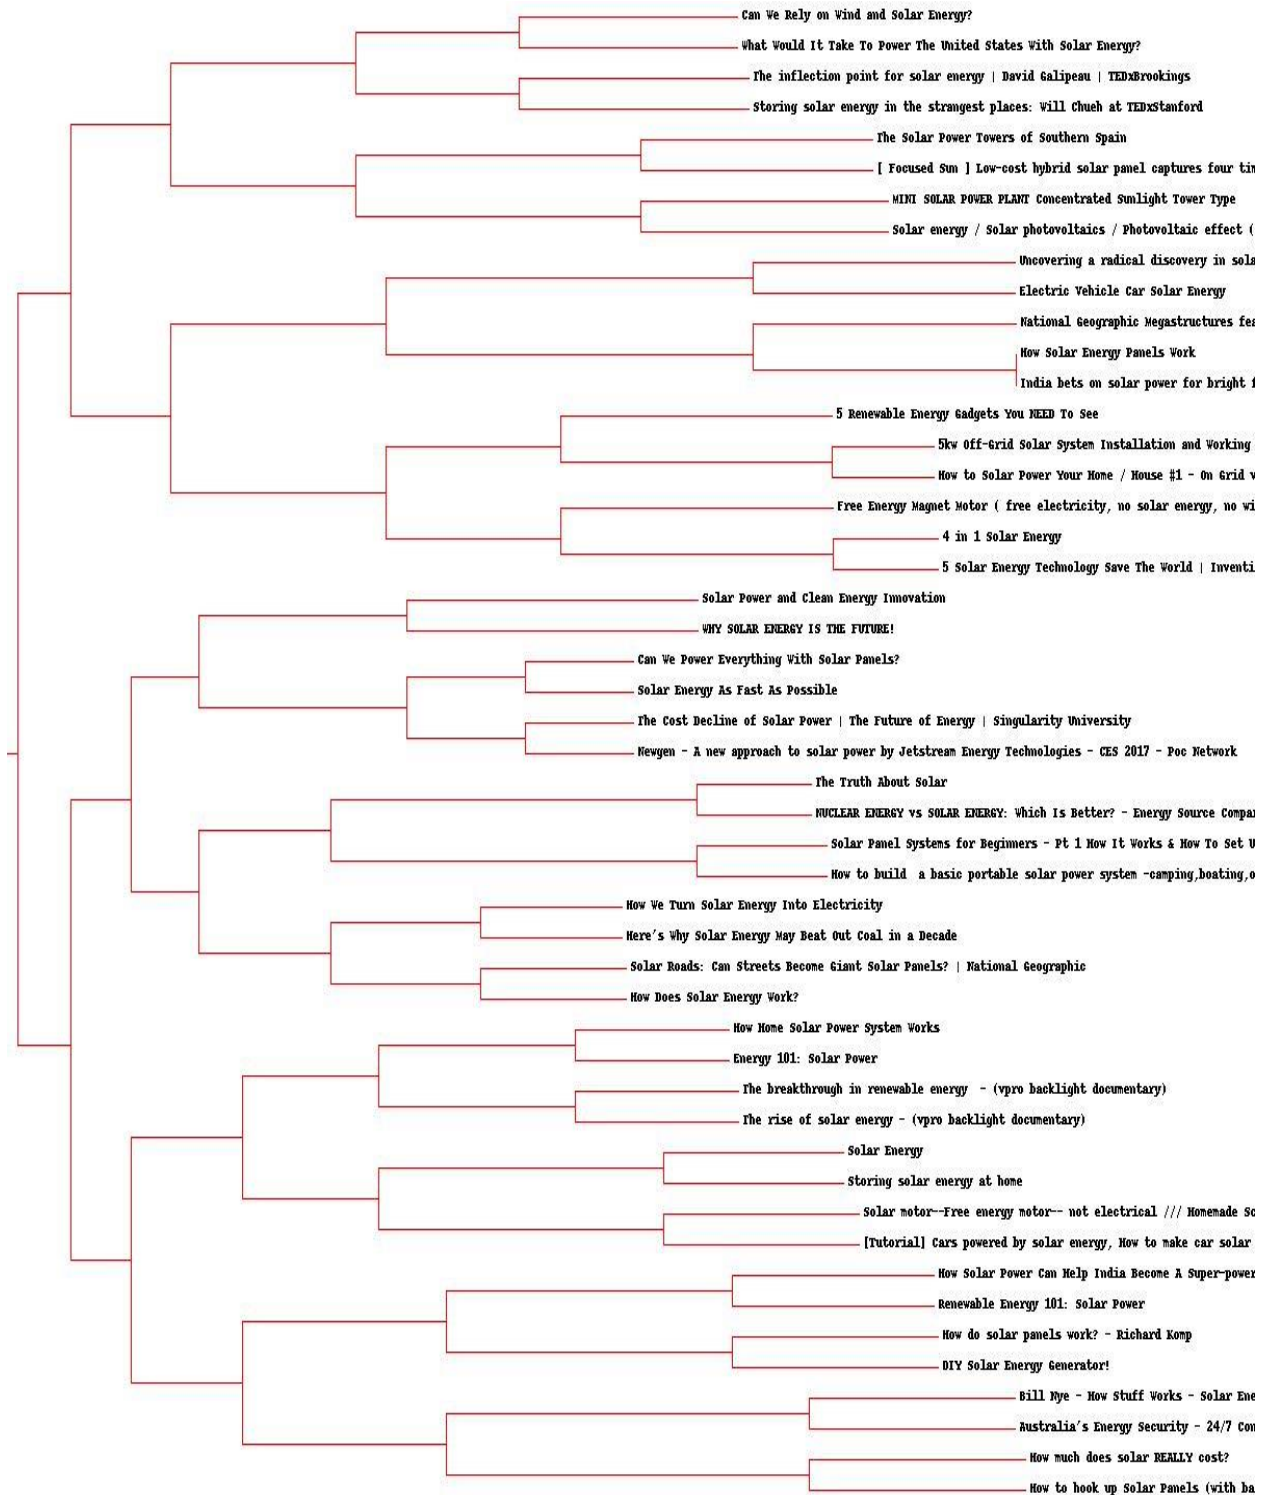 Can We Rely on Wind and Solar Energy?
What Would It Take To Power The United States With Solar Energy?
The inflection point for solar energy | David Galipeau | TEDxBrookings
Storing solar energy in the strangest places: Will Chueh at TEDxStanford
The Solar Power Towers of Southern Spain
[ Focused Sun ] Low-cost hybrid solar panel captures four
MINI SOLAR POWER PLANT Concentrated Sunlight Tower Type
Solar energy / Solar photovoltaics / Photovoltaic effect (
Uncovering a radical discovery in sola
Electric Vehicle Car Solar Energy
National Geographic Megastructures fea
How Solar Energy Panels Work
India bets on solar power for bright f
5 Renewable Energy Gadgets You NEED To See
5kw Off-Grid Solar System Installation and Working
How to Solar Power Your Home / House #1 - On Grid v
Free Energy Magnet Motor ( free electricity, no solar energy, no wi
4 in 1 Solar Energy
5 Solar Energy Technology Save The World | Inventi
Solar Power and Clean Energy Innovation
WHY SOLAR ENERGY IS THE FUTURE!
Can We Power Everything With Solar Panels?
Solar Energy As Fast As Possible
The Cost Decline of Solar Power | The Future of Energy | Singularity University
Newgen - A new approach to solar power by Jetstream Energy Technologies - CES 2017 - Poc Network
The Truth About Solar
NUCLEAR ENERGY vs SOLAR ENERGY: Which Is Better? - Energy Source Compa
Solar Panel Systems for Beginners - Pt 1 How It Works & How To Set U
How to build  a basic portable solar power system -camping,boating,o
How We Turn Solar Energy Into Electricity
Here's Why Solar Energy May Beat Out Coal in a Decade
Solar Roads: Can Streets Become Giant Solar Panels? | National Geographic
How Does Solar Energy Work?
How Home Solar Power System Works
Energy 101: Solar Power
The breakthrough in renewable energy  - (vpro backlight documentary)
The rise of solar energy - (vpro backlight documentary)
Solar Energy
Storing solar energy at home
Solar motor--Free energy motor-- not electrical /// Homemade Sc
[Tutorial] Cars powered by solar energy, How to make car solar
How Solar Power Can Help India Become A Super-power
Renewable Energy 101: Solar Power
How do solar panels work? - Richard Komp
DIY Solar Energy Generator!
Bill Nye - How Stuff Works - Solar Ene
Australia's Energy Security - 24/7 Con
How much does solar REALLY cost?
How to hook up Solar Panels (with ba